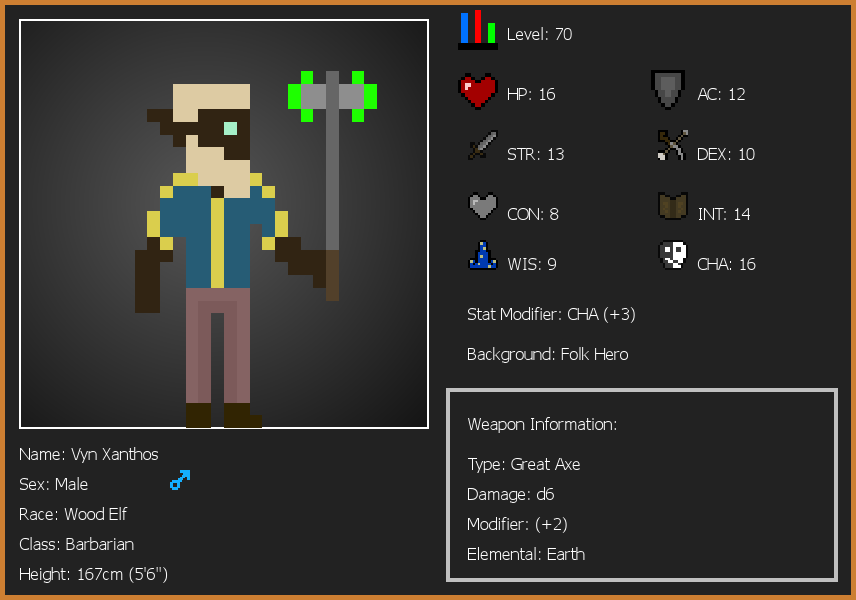 Level: 70
HP: 16
AC: 12
STR: 13
DEX: 10
CON: 8
INT: 14
WIS: 9
CHA: 16
Stat Modifier: CHA (+3)
Background: Folk Hero
Weapon Information:
Type: Great Axe
Damage: d6
Modifier: (+2)
Elemental: Earth
Name: Vyn Xanthos
Sex: Male
Race: Wood Elf
Class: Barbarian
Height: 167cm (5'6")